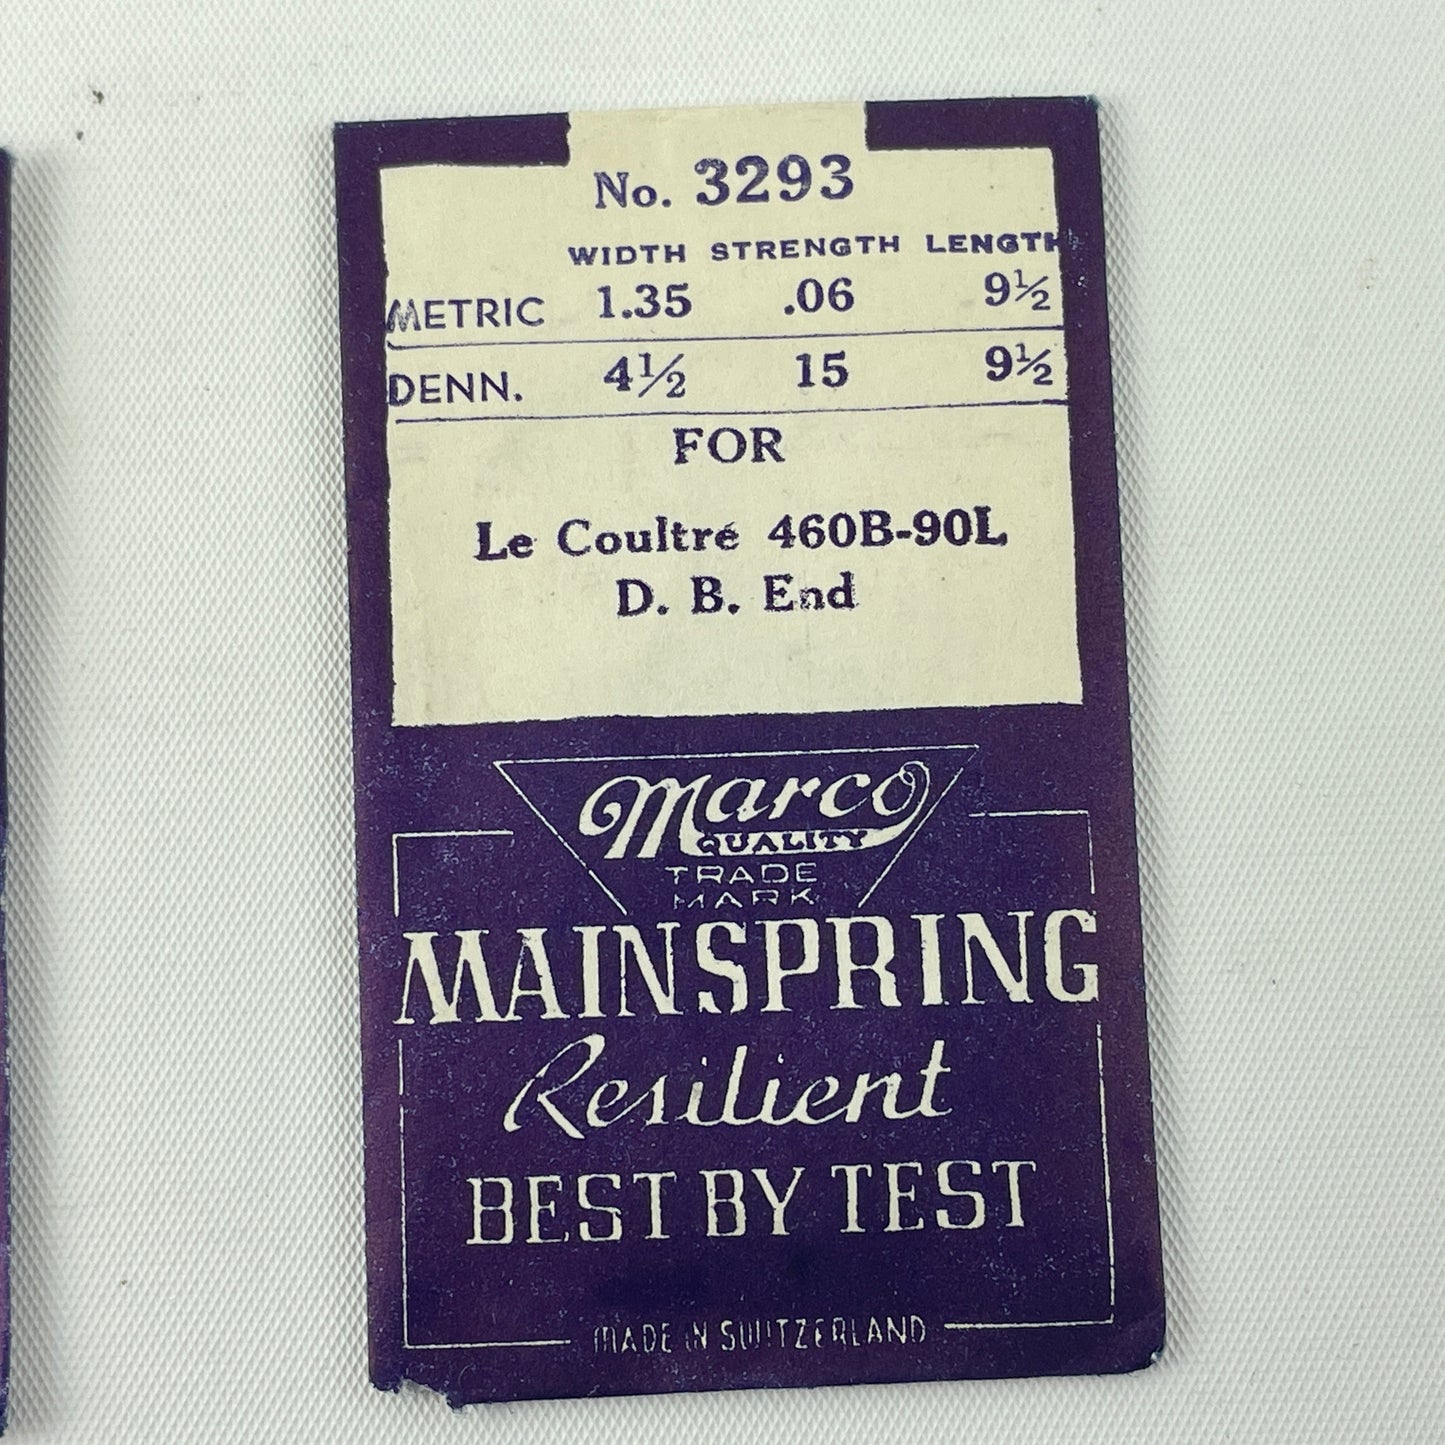 No. 3293
WIDTH STRENGTH LENGTH
METRIC 1.35 .06 9½
DENN. 4½ 15 9½
FOR
Le Coultré 460B-90L
D. B. End
Marco
QUALITY
TRADE
MARK
MAINSPRING
Resilient
BEST BY TEST
MADE IN SWITZERLAND